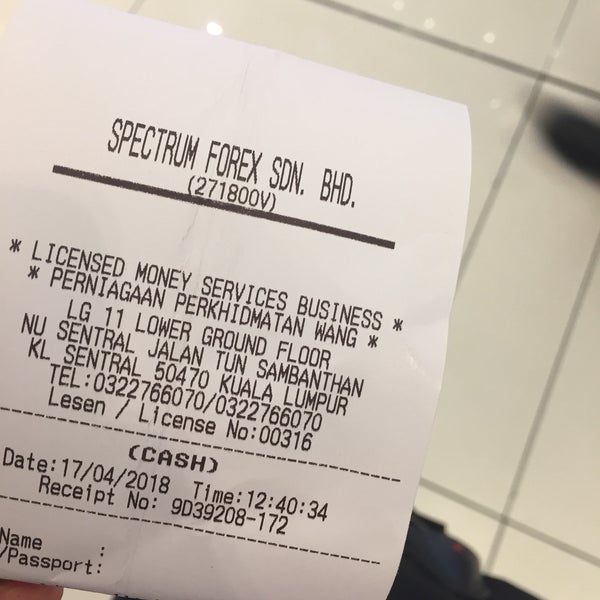 SPECTRUM FOREX SDN. BHD.
(271800V)
* LICENSED MONEY SERVICES BUSINESS *
* PERNIAGAAN PERKHIDMATAN WANG *
LG 11 LOWER GROUND FLOOR
NU SENTRAL JALAN TUN SAMBANTHAN
KL SENTRAL 50470 KUALA LUMPUR
TEL:0322766070/0322766070
Lesen / License No:00316
(CASH)
Date:17/04/2018 Time:12:40:34
Receipt No: 9D39208-172
Name :
/Passport: